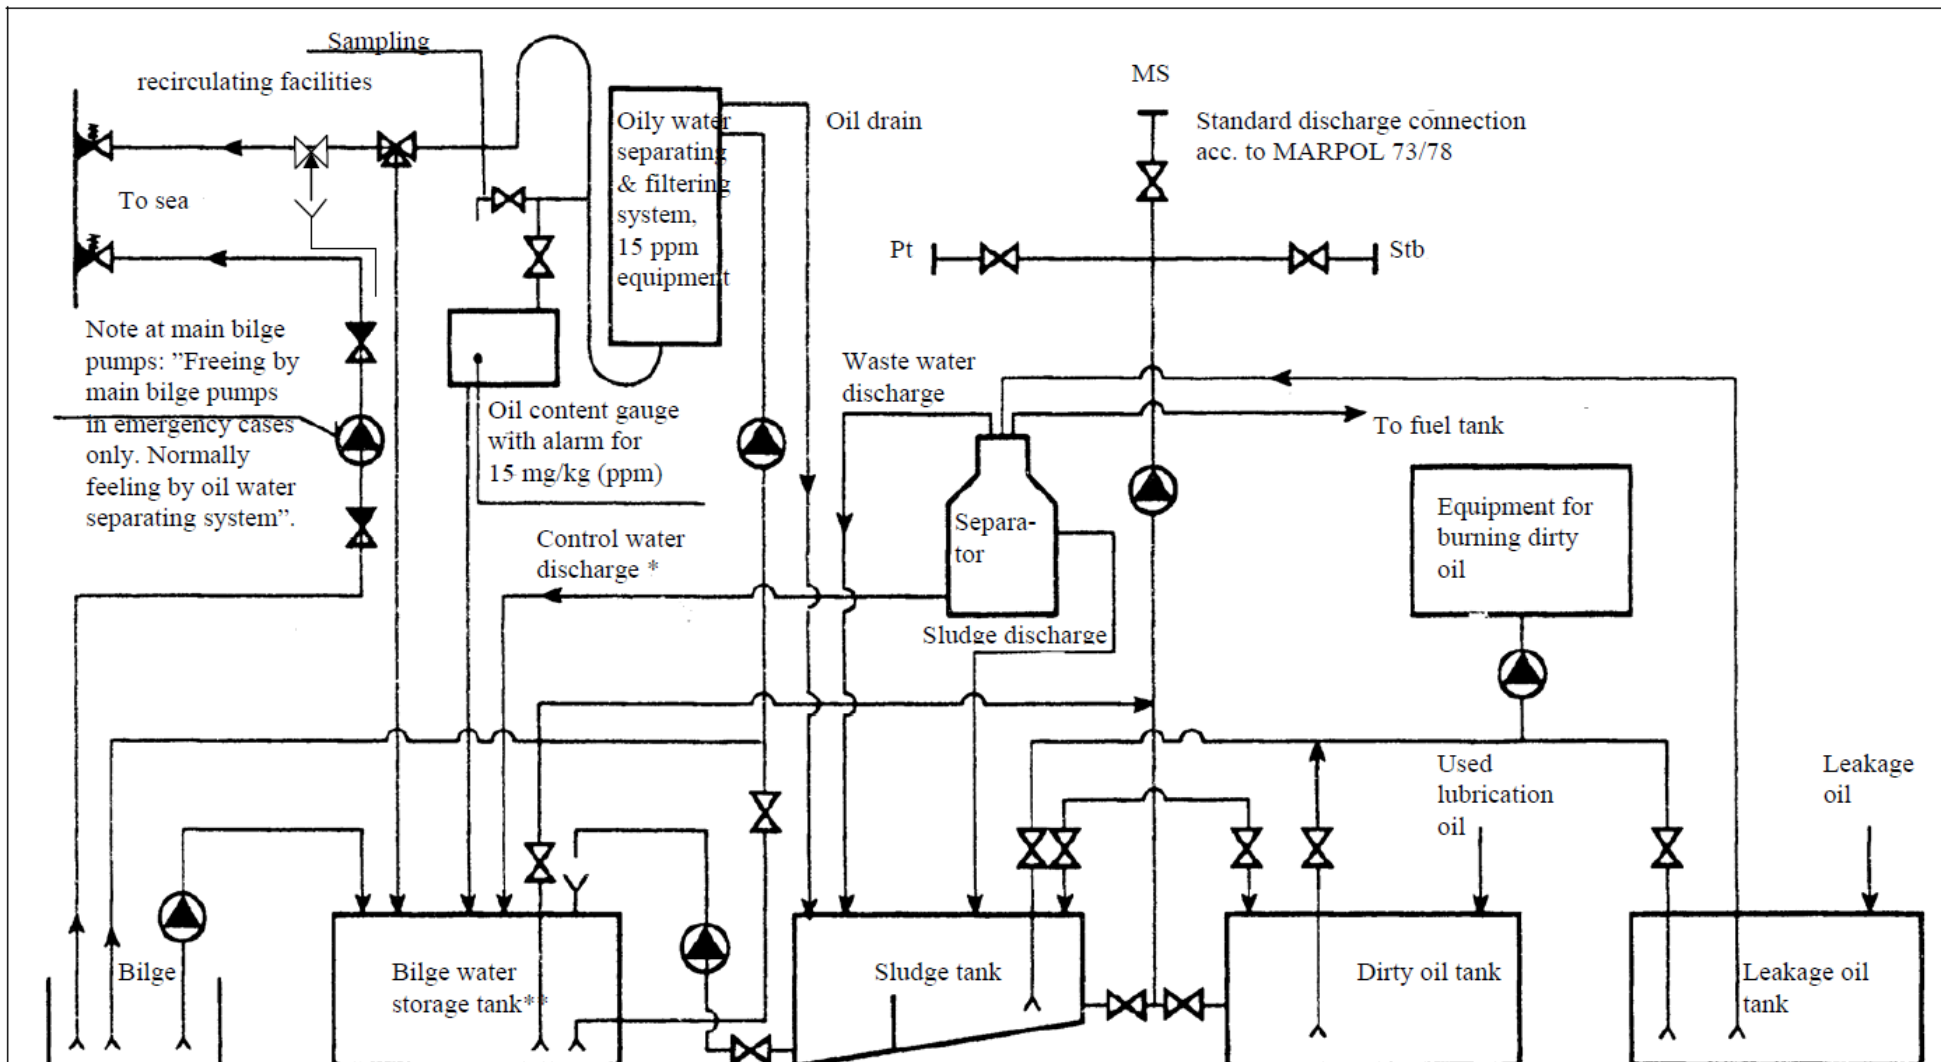 Sampling
recirculating facilities
To sea
Note at main bilge
pumps: ”Freeing by
main bilge pumps
in emergency cases
only. Normally
feeling by oil water
separating system”.
Oily water
separating
& filtering
system,
15 ppm
equipment
Oil drain
Oil content gauge
with alarm for
15 mg/kg (ppm)
Control water
discharge *
MS
Standard discharge connection
acc. to MARPOL 73/78
Pt
Stb
Waste water
discharge
To fuel tank
Separa-
tor
Sludge discharge
Equipment for
burning dirty
oil
Used
lubrication
oil
Leakage
oil
Bilge
Bilge water
storage tank**
Sludge tank
Dirty oil tank
Leakage oil
tank